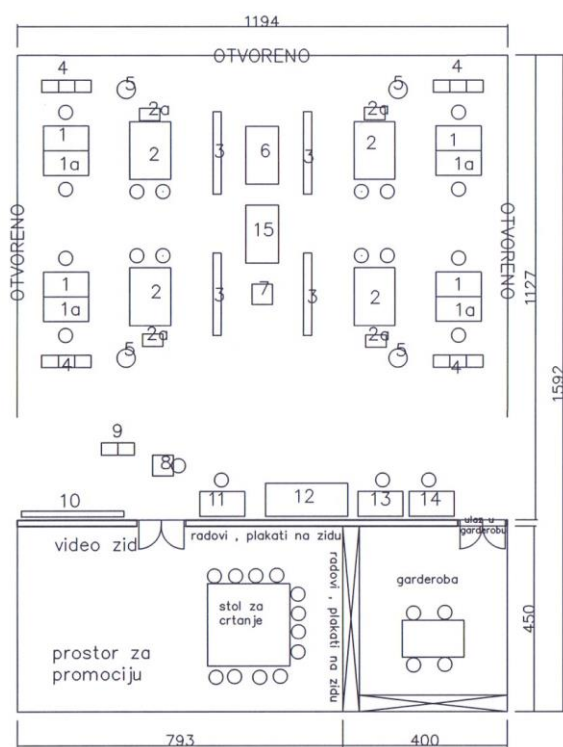 1194
OTVORENO
4
4
5
5
2a
2a
1
2
3
6
3
2
1
1a
1a
OTVORENO
15
OTVORENO
1
2
3
7
3
2
1
1a
1a
2a
2a
4
5
5
4
1127
1592
9
8
10
11
12
13
14
ulaz u
garderobu
video zid
radovi , plakati na zidu
radovi , plakati na zidu
garderoba
stol za
crtanje
prostor za
promociju
450
793
400